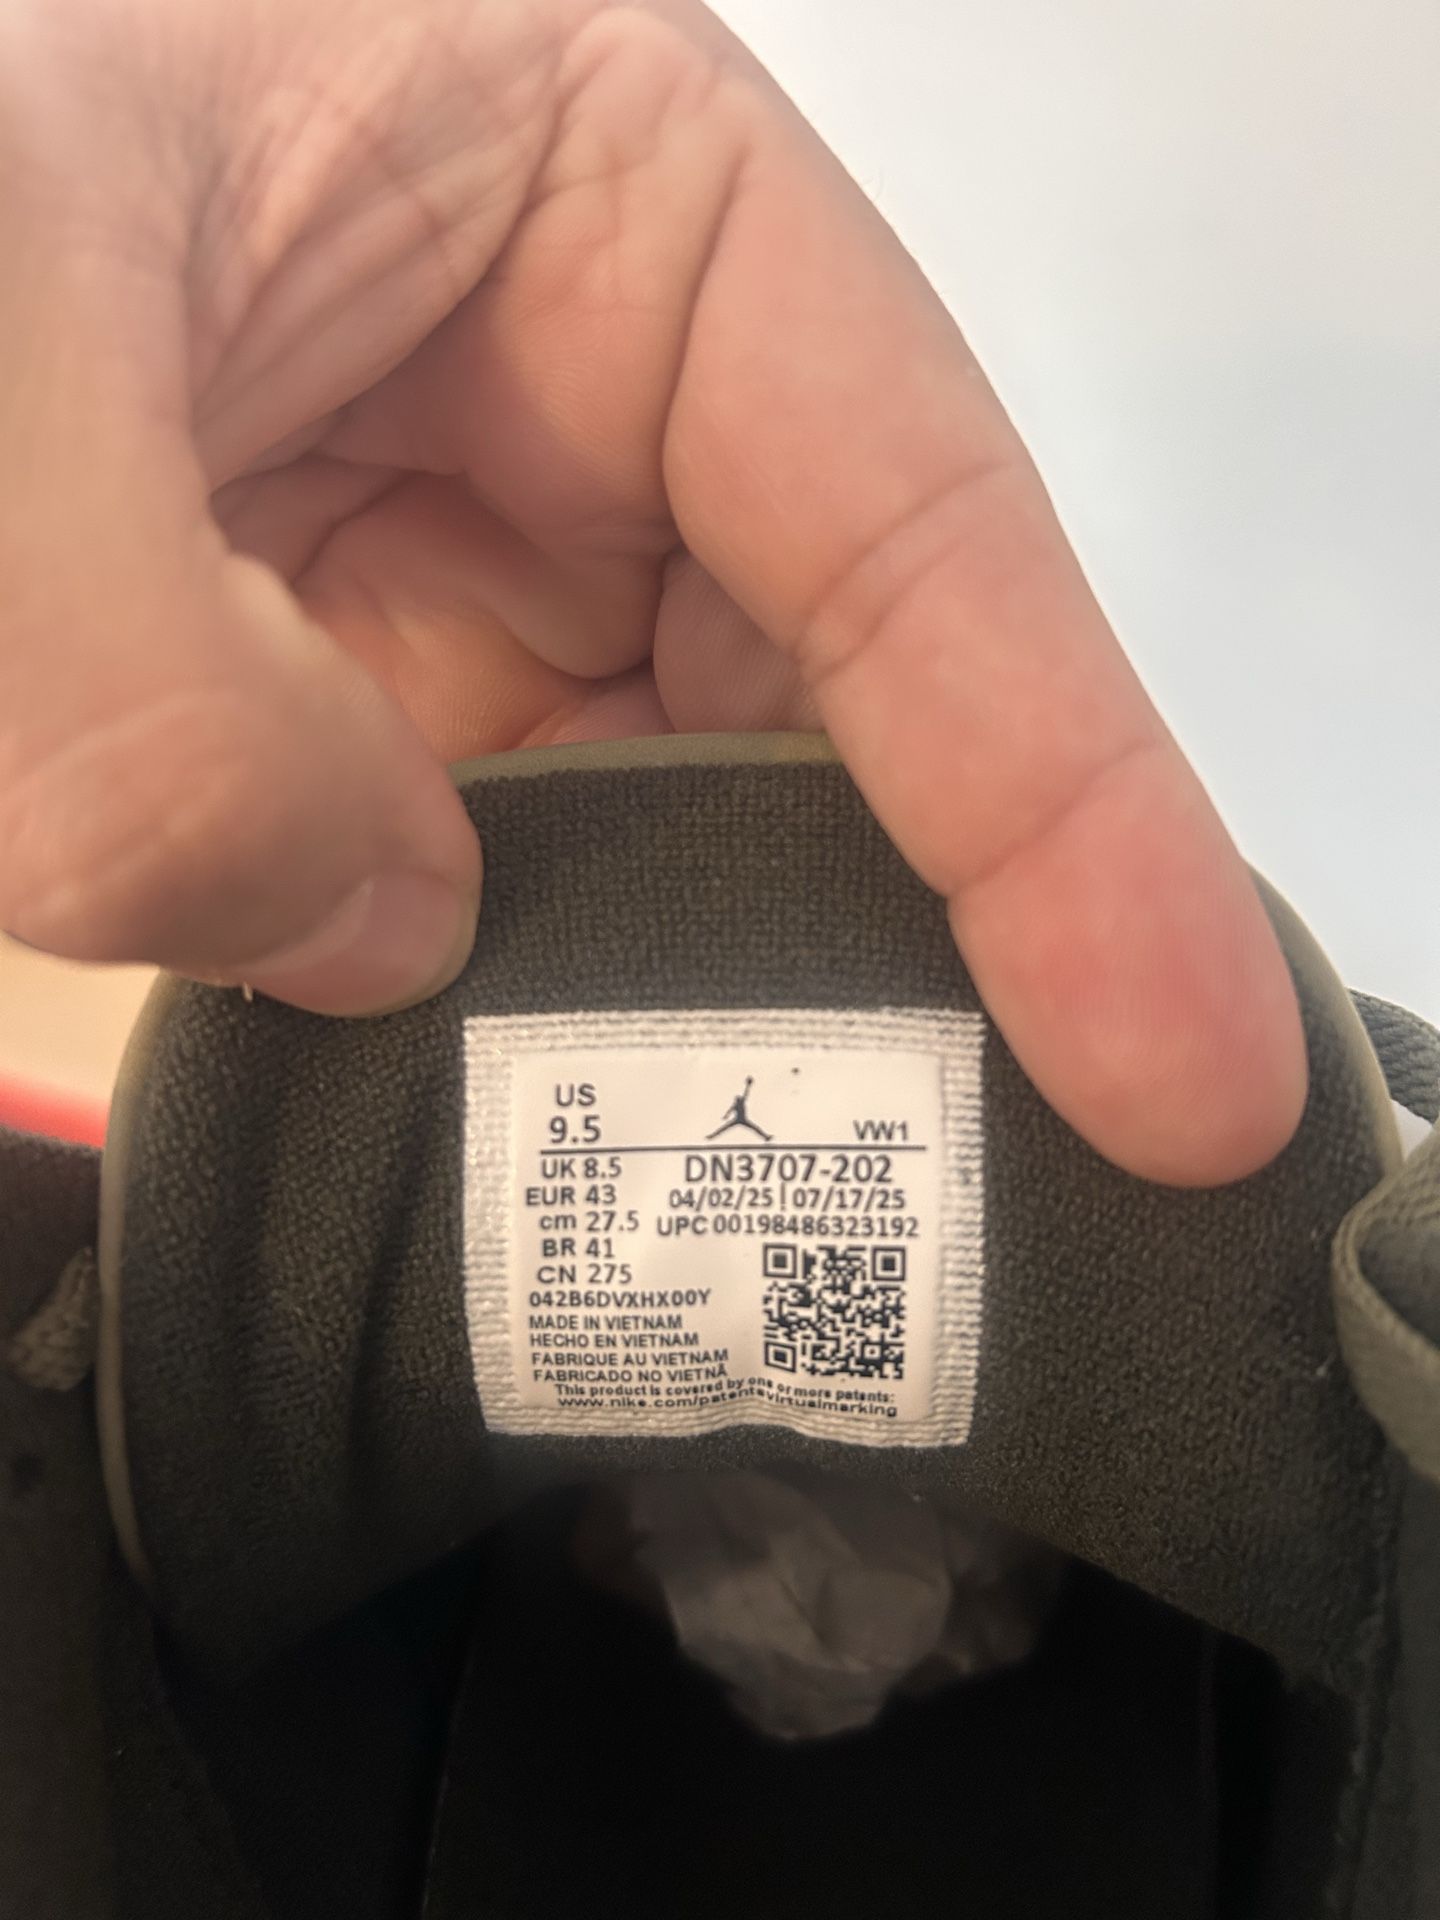 US
9.5
VW1
UK 8.5
DN3707-202
EUR 43
04/02/25 | 07/17/25
cm 27.5
UPC 00198486323192
BR 41
CN 275
042B6DVXHX00Y
MADE IN VIETNAM
HECHO EN VIETNAM
FABRIQUE AU VIETNAM
FABRICADO NO VIETNÃ
This product is covered by one or more patents:
www.nike.com/patentsvirtualmarking